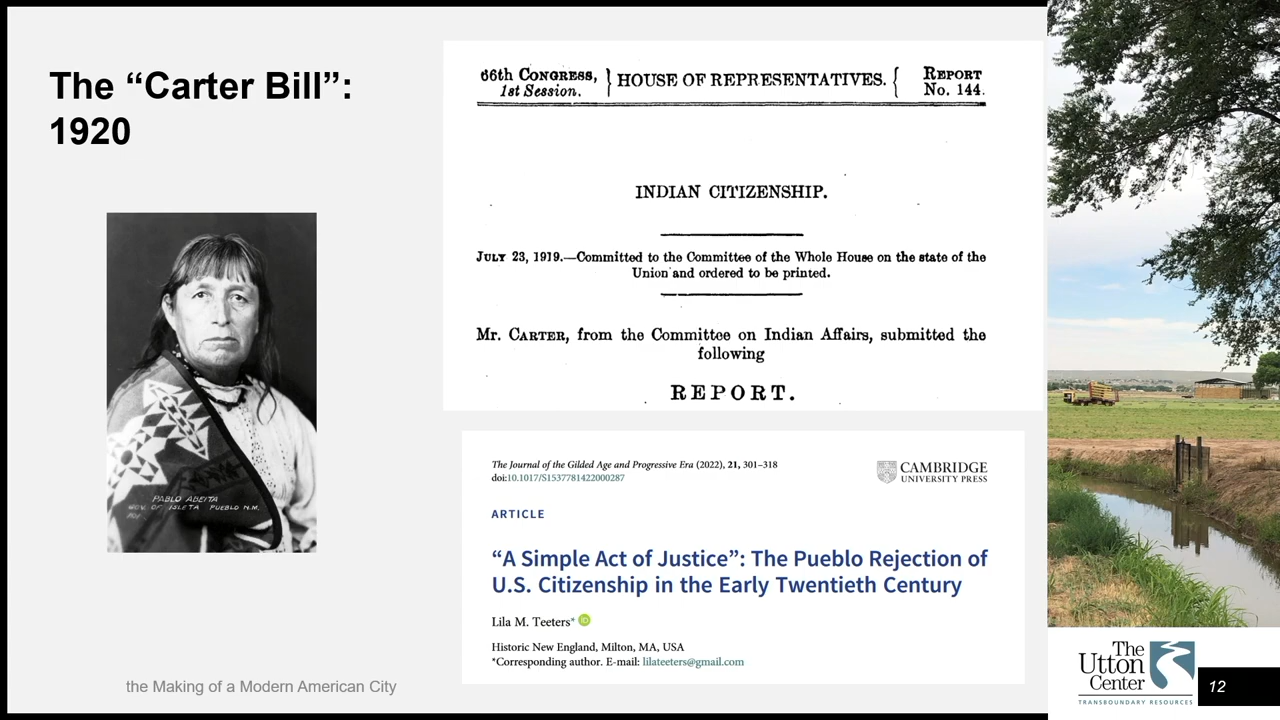 The “Carter Bill”:
1920
66th Congress,
1st Session.
HOUSE OF REPRESENTATIVES.
Report
No. 144.
INDIAN CITIZENSHIP.
July 23, 1919.—Committed to the Committee of the Whole House on the state of the
Union and ordered to be printed.
Mr. Carter, from the Committee on Indian Affairs, submitted the
following
REPORT.
PABLO ABEITA
GOV. OF ISLETA PUEBLO N.M.
The Journal of the Gilded Age and Progressive Era (2022), 21, 301–318
doi:10.1017/S1537781422000287
CAMBRIDGE
UNIVERSITY PRESS
ARTICLE
“A Simple Act of Justice”: The Pueblo Rejection of
U.S. Citizenship in the Early Twentieth Century
Lila M. Teeters*
iD
Historic New England, Milton, MA, USA
*Corresponding author. E-mail: lilateeters@gmail.com
the Making of a Modern American City
The
Utton
Center
TRANSBOUNDARY RESOURCES
12